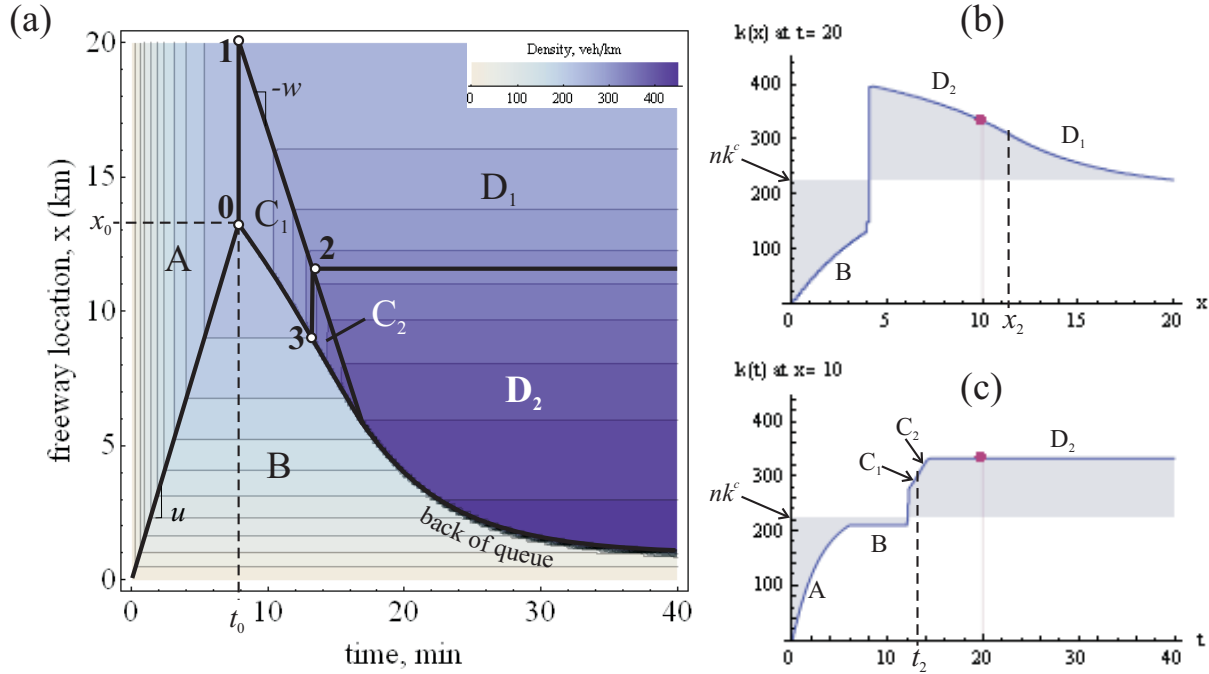 (a)
20
15
10
5
0
x₀
freeway location, x (km)
0
t₀
10
20
30
40
time, min
Density, veh/km
0 100 200 300 400
1
-w
0
C₁
D₁
A
2
C₂
3
D₂
B
u
back of queue
(b)
k(x) at t= 20
400
300
nkᶜ
200
100
D₂
D₁
B
0 5 10 x₂ 15 20 x
(c)
k(t) at x= 10
400
300
nkᶜ
200
100
C₂
C₁
D₂
B
A
0 10 t₂ 20 30 40 t